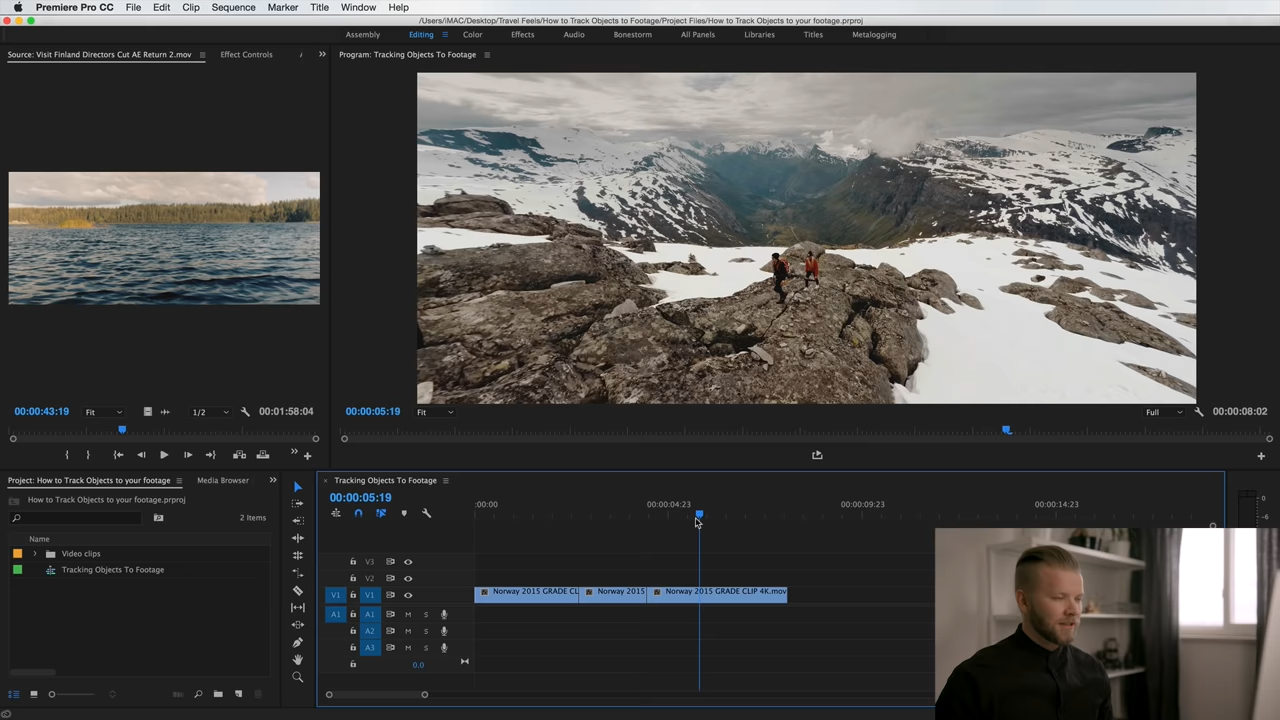 Premiere Pro CC File Edit Clip Sequence Marker Title Window Help
/Users/iMAC/Desktop/Travel Feels/How to Track Objects to Footage/Project Files/How to Track Objects to your footage.prproj
Assembly Editing Color Effects Audio Bonestorm All Panels Libraries Titles Metalogging
Source: Visit Finland Directors Cut AE Return 2.mov Effect Controls
Program: Tracking Objects To Footage
00:00:43:19 Fit 1/2 00:01:58:04
00:00:05:19 Fit Full 00:00:08:02
Project: How to Track Objects to your footage Media Browser
How to Track Objects to your footage.prproj
2 Items
Name
Video clips
Tracking Objects To Footage
Tracking Objects To Footage
00:00:05:19
:00:00 00:00:04:23 00:00:09:23 00:00:14:23
V3
V2
V1 V1 Norway 2015 GRADE CL Norway 2015 Norway 2015 GRADE CLIP 4K.mov
A1 A1 M S
A2 M S
A3 M S
0.0
0
-6